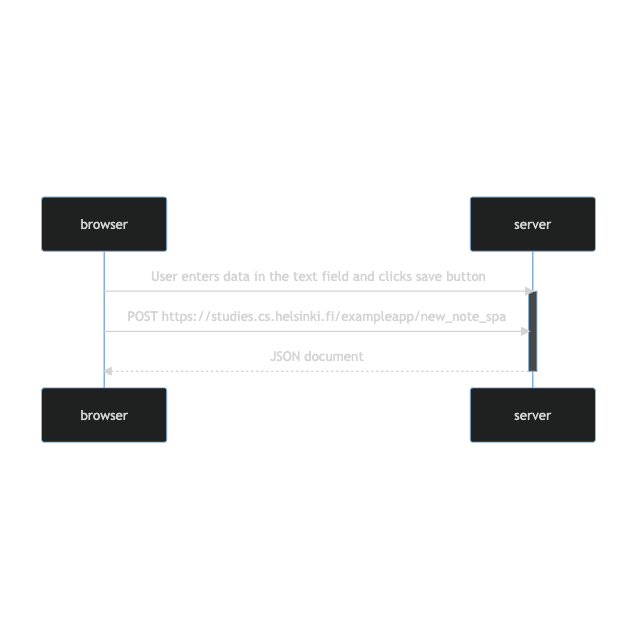 browser
server
User enters data in the text field and clicks save button
POST https://studies.cs.helsinki.fi/exampleapp/new_note_spa
JSON document
browser
server